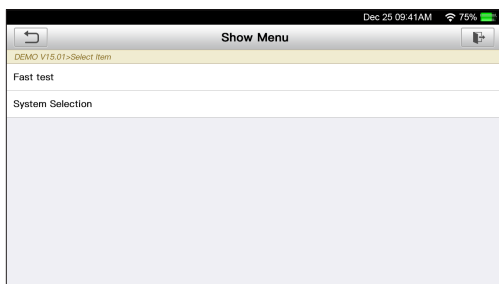 Dec 25 09:41AM 75%
Show Menu
DEMO V15.01>Select item
Fast test
System Selection